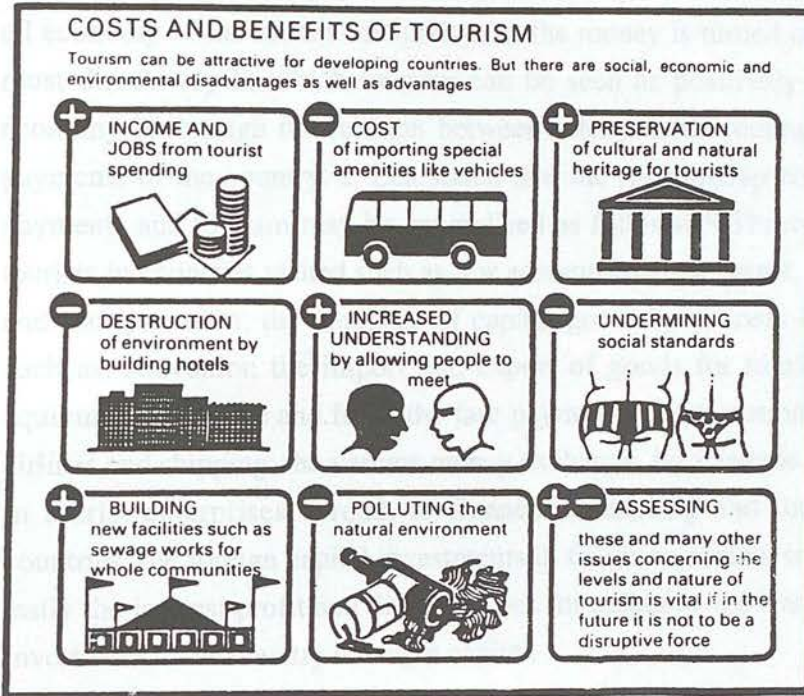 COSTS AND BENEFITS OF TOURISM
Tourism can be attractive for developing countries. But there are social, economic and
environmental disadvantages as well as advantages
+ INCOME AND
JOBS from tourist
spending
− COST
of importing special
amenities like vehicles
+ PRESERVATION
of cultural and natural
heritage for tourists
− DESTRUCTION
of environment by
building hotels
+ INCREASED
UNDERSTANDING
by allowing people to
meet
− UNDERMINING
social standards
+ BUILDING
new facilities such as
sewage works for
whole communities
− POLLUTING the
natural environment
+ − ASSESSING
these and many other
issues concerning the
levels and nature of
tourism is vital if in the
future it is not to be a
disruptive force